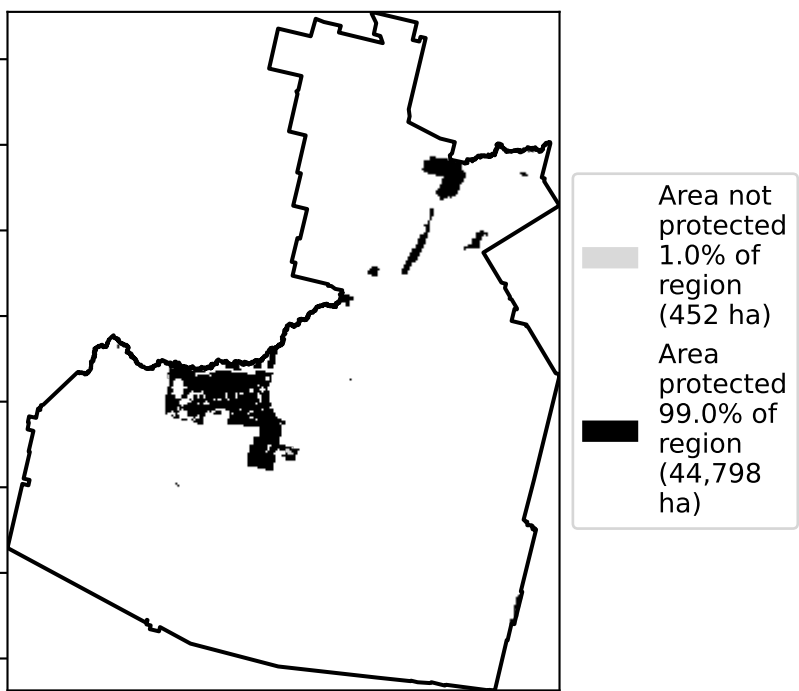 Area not
protected
1.0% of
region
(452 ha)
Area
protected
99.0% of
region
(44,798
ha)